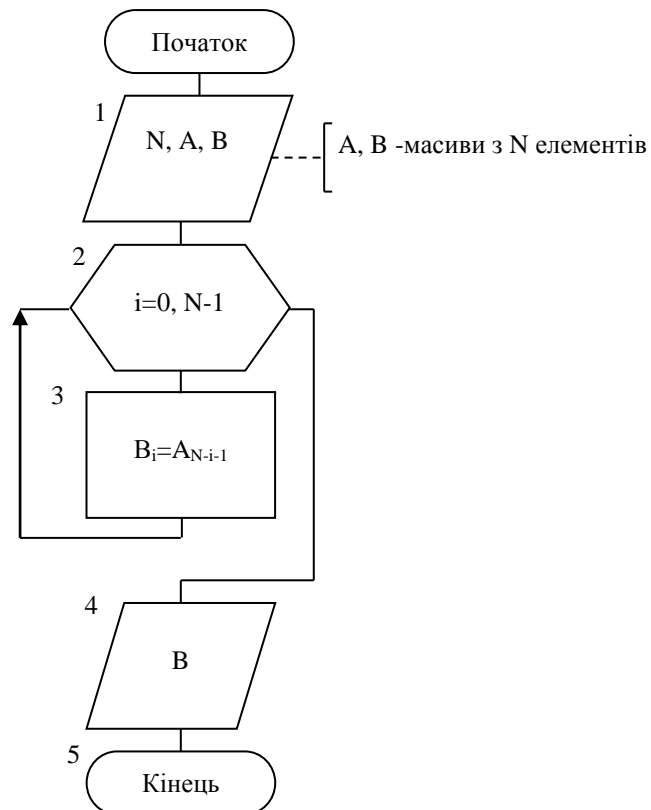 Початок
1
N, A, B
A, B -масиви з N елементів
2
i=0, N-1
3
Bi=AN-i-1
4
B
5
Кінець